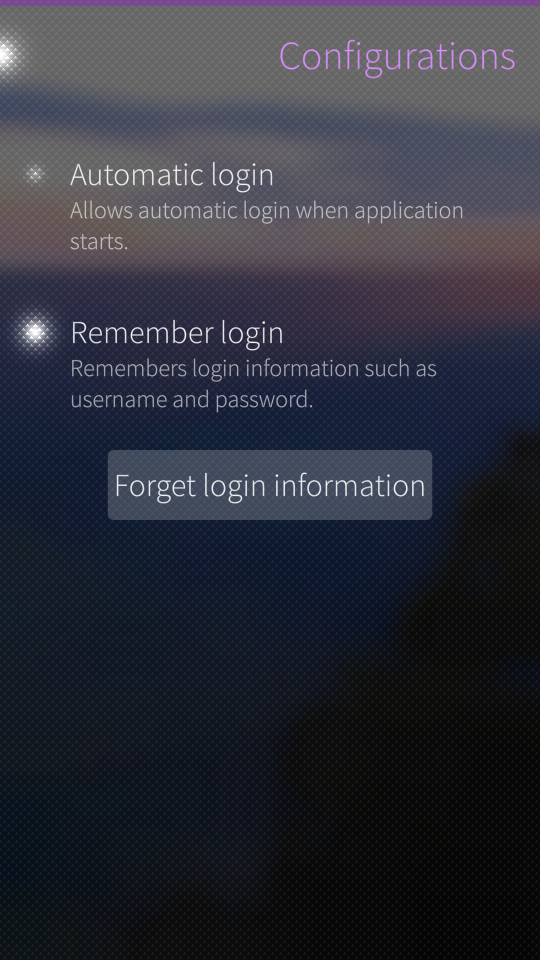 Configurations
Automatic login
Allows automatic login when application
starts.
Remember login
Remembers login information such as
username and password.
Forget login information